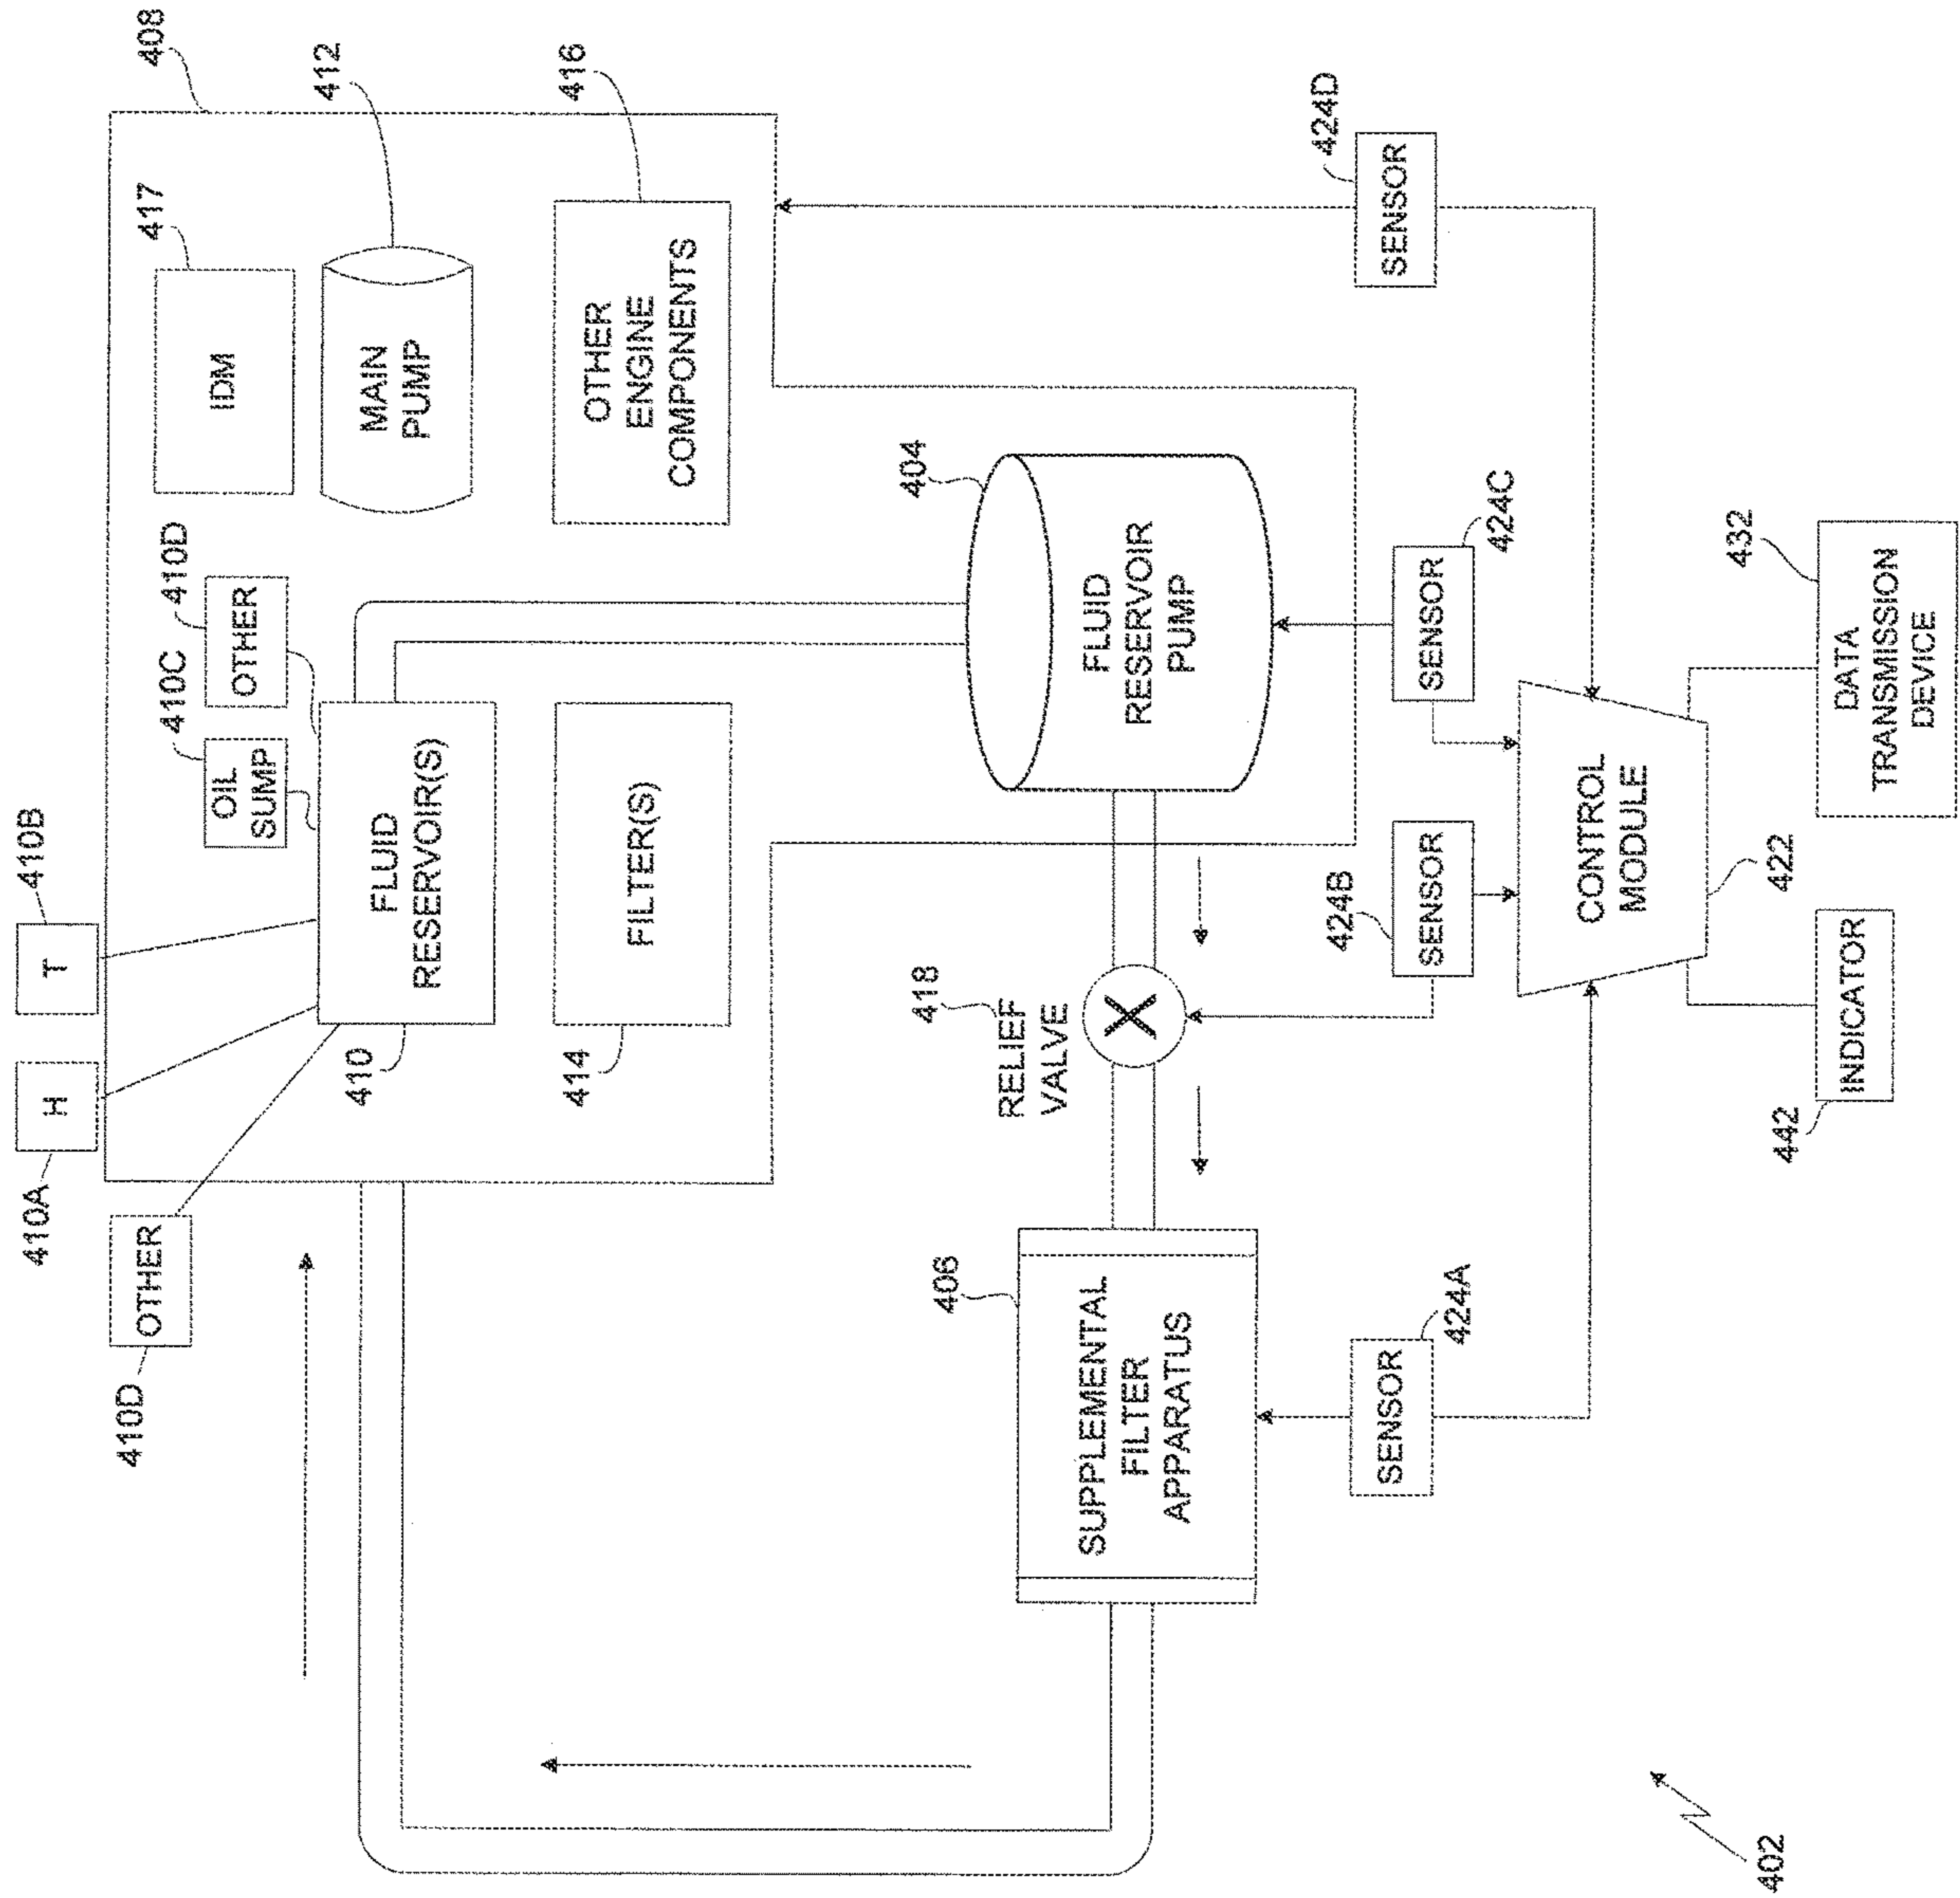 408
412
416
417
IDM
MAIN
PUMP
OTHER
ENGINE
COMPONENTS
410D
OTHER
410C
OIL
SUMP
410B
T
410A
H
OTHER
410D
FLUID
RESERVOIR(S)
410
FILTER(S)
414
404
FLUID
RESERVOIR
PUMP
418
RELIEF
VALVE
X
406
SUPPLEMENTAL
FILTER
APPARATUS
424D
SENSOR
424C
SENSOR
424B
SENSOR
424A
SENSOR
CONTROL
MODULE
422
432
DATA
TRANSMISSION
DEVICE
INDICATOR
442
402